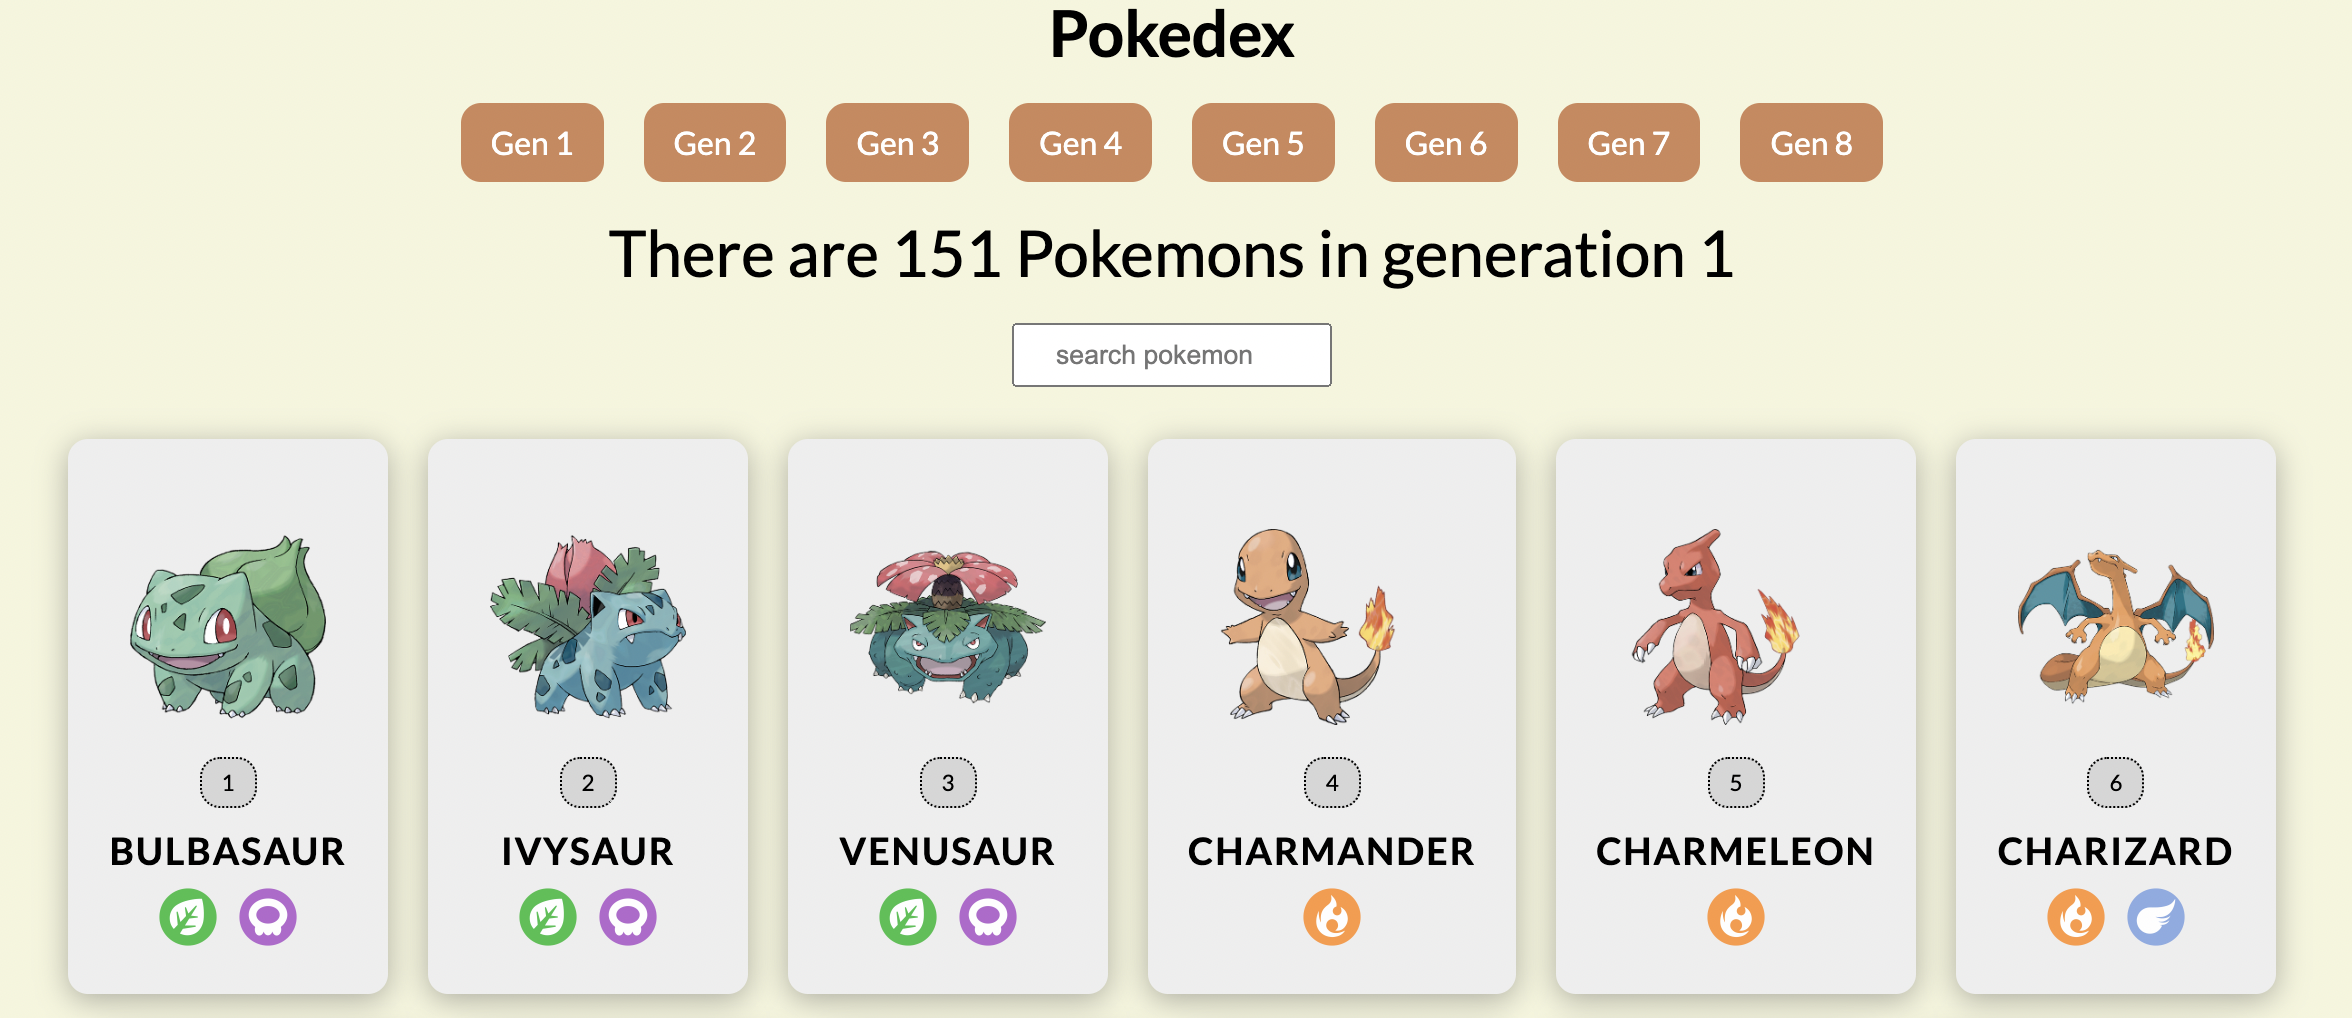 Pokedex
Gen 1 Gen 2 Gen 3 Gen 4 Gen 5 Gen 6 Gen 7 Gen 8
There are 151 Pokemons in generation 1
search pokemon
1 2 3 4 5 6
BULBASAUR IVYSAUR VENUSAUR CHARMANDER CHARMELEON CHARIZARD